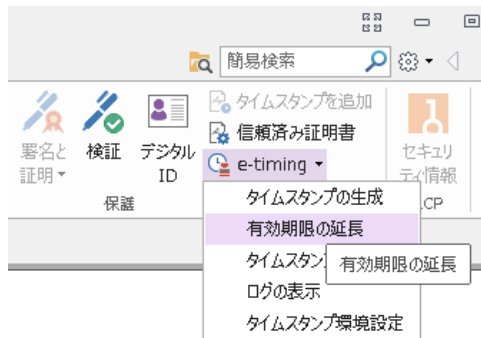 簡易検索
タイムスタンプを追加
信頼済み証明書
e-timing
署名と
証明
検証
デジタル
ID
セキュリ
ティ情報
保護
.CP
タイムスタンプの生成
有効期限の延長
タイムスタン
有効期限の延長
ログの表示
タイムスタンプ環境設定